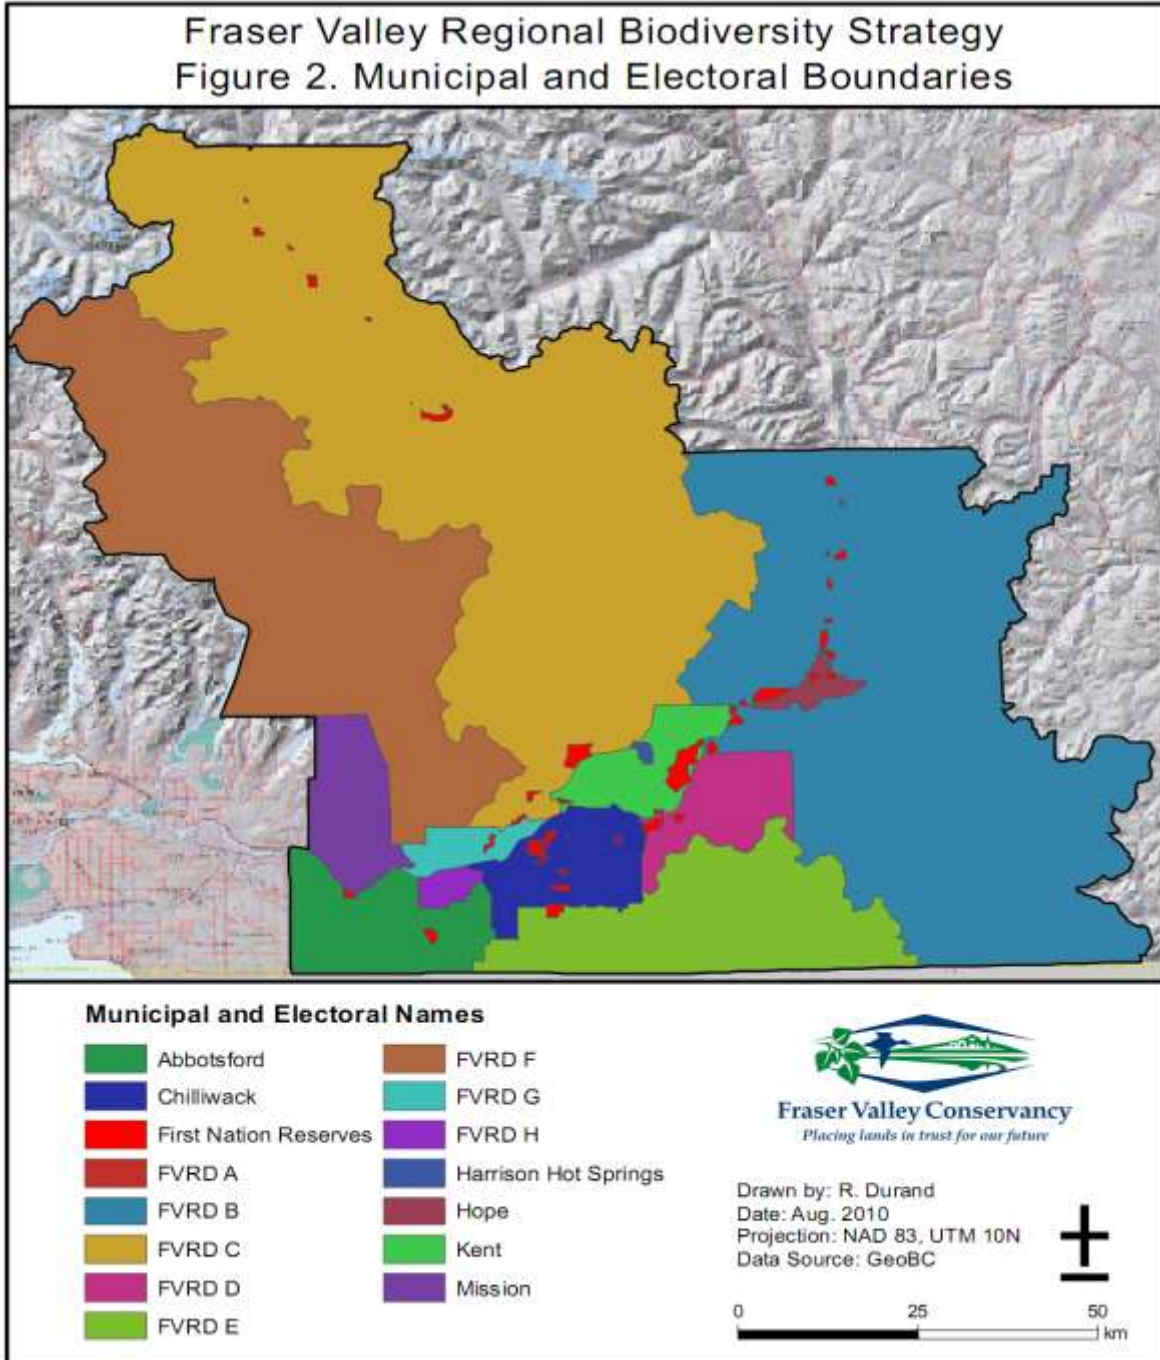 Fraser Valley Regional Biodiversity Strategy
Figure 2. Municipal and Electoral Boundaries
Municipal and Electoral Names
Abbotsford
Chilliwack
First Nation Reserves
FVRD A
FVRD B
FVRD C
FVRD D
FVRD E
FVRD F
FVRD G
FVRD H
Harrison Hot Springs
Hope
Kent
Mission
Fraser Valley Conservancy
Placing lands in trust for our future
Drawn by: R. Durand
Date: Aug. 2010
Projection: NAD 83, UTM 10N
Data Source: GeoBC
0 25 50
km